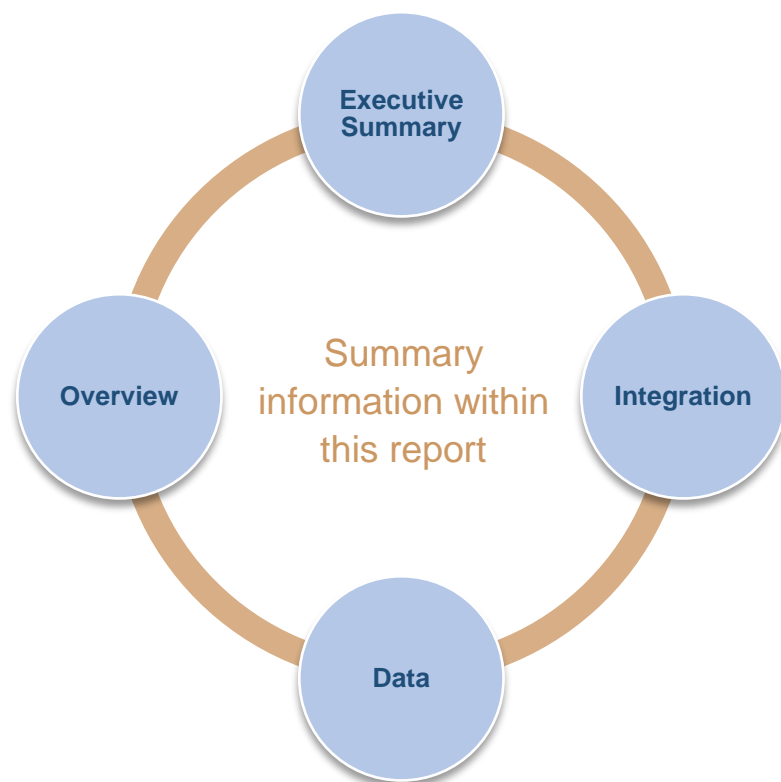 Executive
Summary
Overview
Summary
information within
this report
Integration
Data